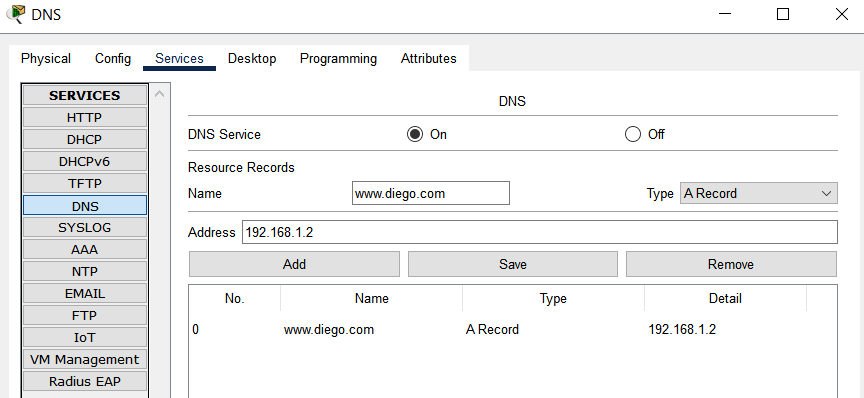 DNS
Physical Config Services Desktop Programming Attributes
SERVICES
HTTP
DHCP
DHCPv6
TFTP
DNS
SYSLOG
AAA
NTP
EMAIL
FTP
IoT
VM Management
Radius EAP
DNS
DNS Service On Off
Resource Records
Name www.diego.com Type A Record
Address 192.168.1.2
Add Save Remove
No. Name Type Detail
0 www.diego.com A Record 192.168.1.2